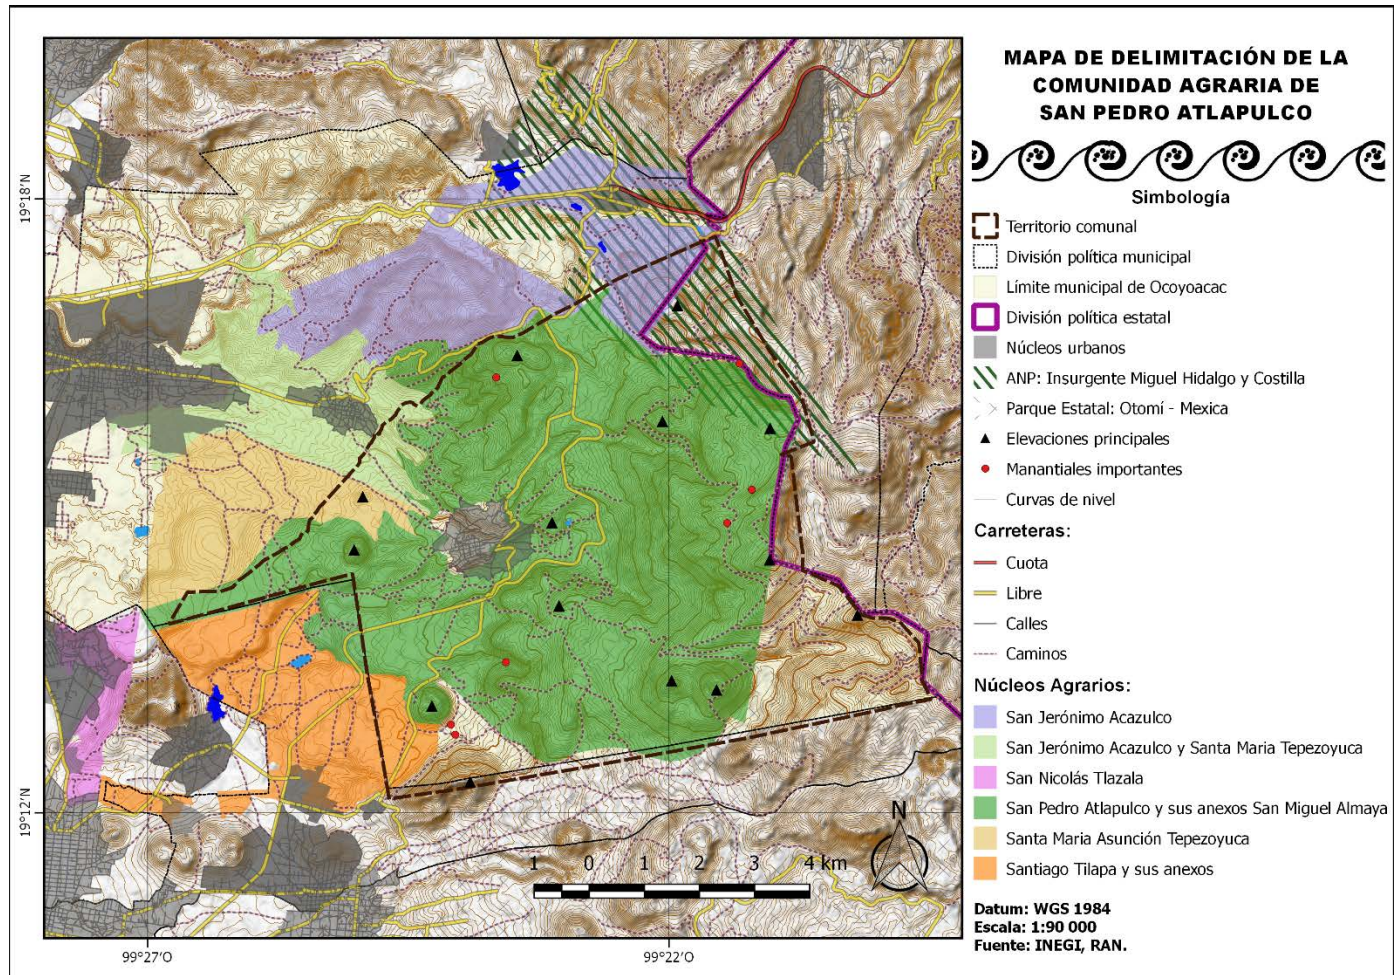 MAPA DE DELIMITACIÓN DE LA
COMUNIDAD AGRARIA DE
SAN PEDRO ATLAPULCO
Simbología
Territorio comunal
División política municipal
Límite municipal de Ocoyoacac
División política estatal
Núcleos urbanos
ANP: Insurgente Miguel Hidalgo y Costilla
Parque Estatal: Otomí - Mexica
Elevaciones principales
Manantiales importantes
Curvas de nivel
Carreteras:
Cuota
Libre
Calles
Caminos
Núcleos Agrarios:
San Jerónimo Acazulco
San Jerónimo Acazulco y Santa Maria Tepezoyuca
San Nicolás Tlazala
San Pedro Atlapulco y sus anexos San Miguel Almaya
Santa Maria Asunción Tepezoyuca
Santiago Tilapa y sus anexos
Datum: WGS 1984
Escala: 1:90 000
Fuente: INEGI, RAN.
19°18'N
19°12'N
N
1 0 1 2 3 4 km
99°27'O
99°22'O